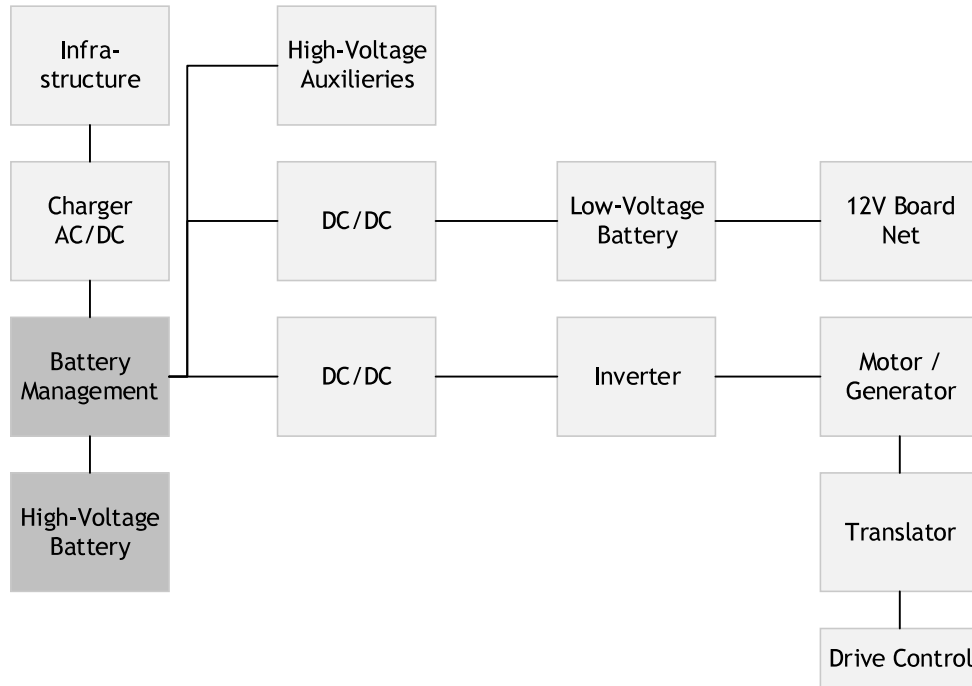 Infra-
structure
High-Voltage
Auxilieries
Charger
AC/DC
DC/DC
Low-Voltage
Battery
12V Board
Net
Battery
Management
DC/DC
Inverter
Motor /
Generator
High-Voltage
Battery
Translator
Drive Control